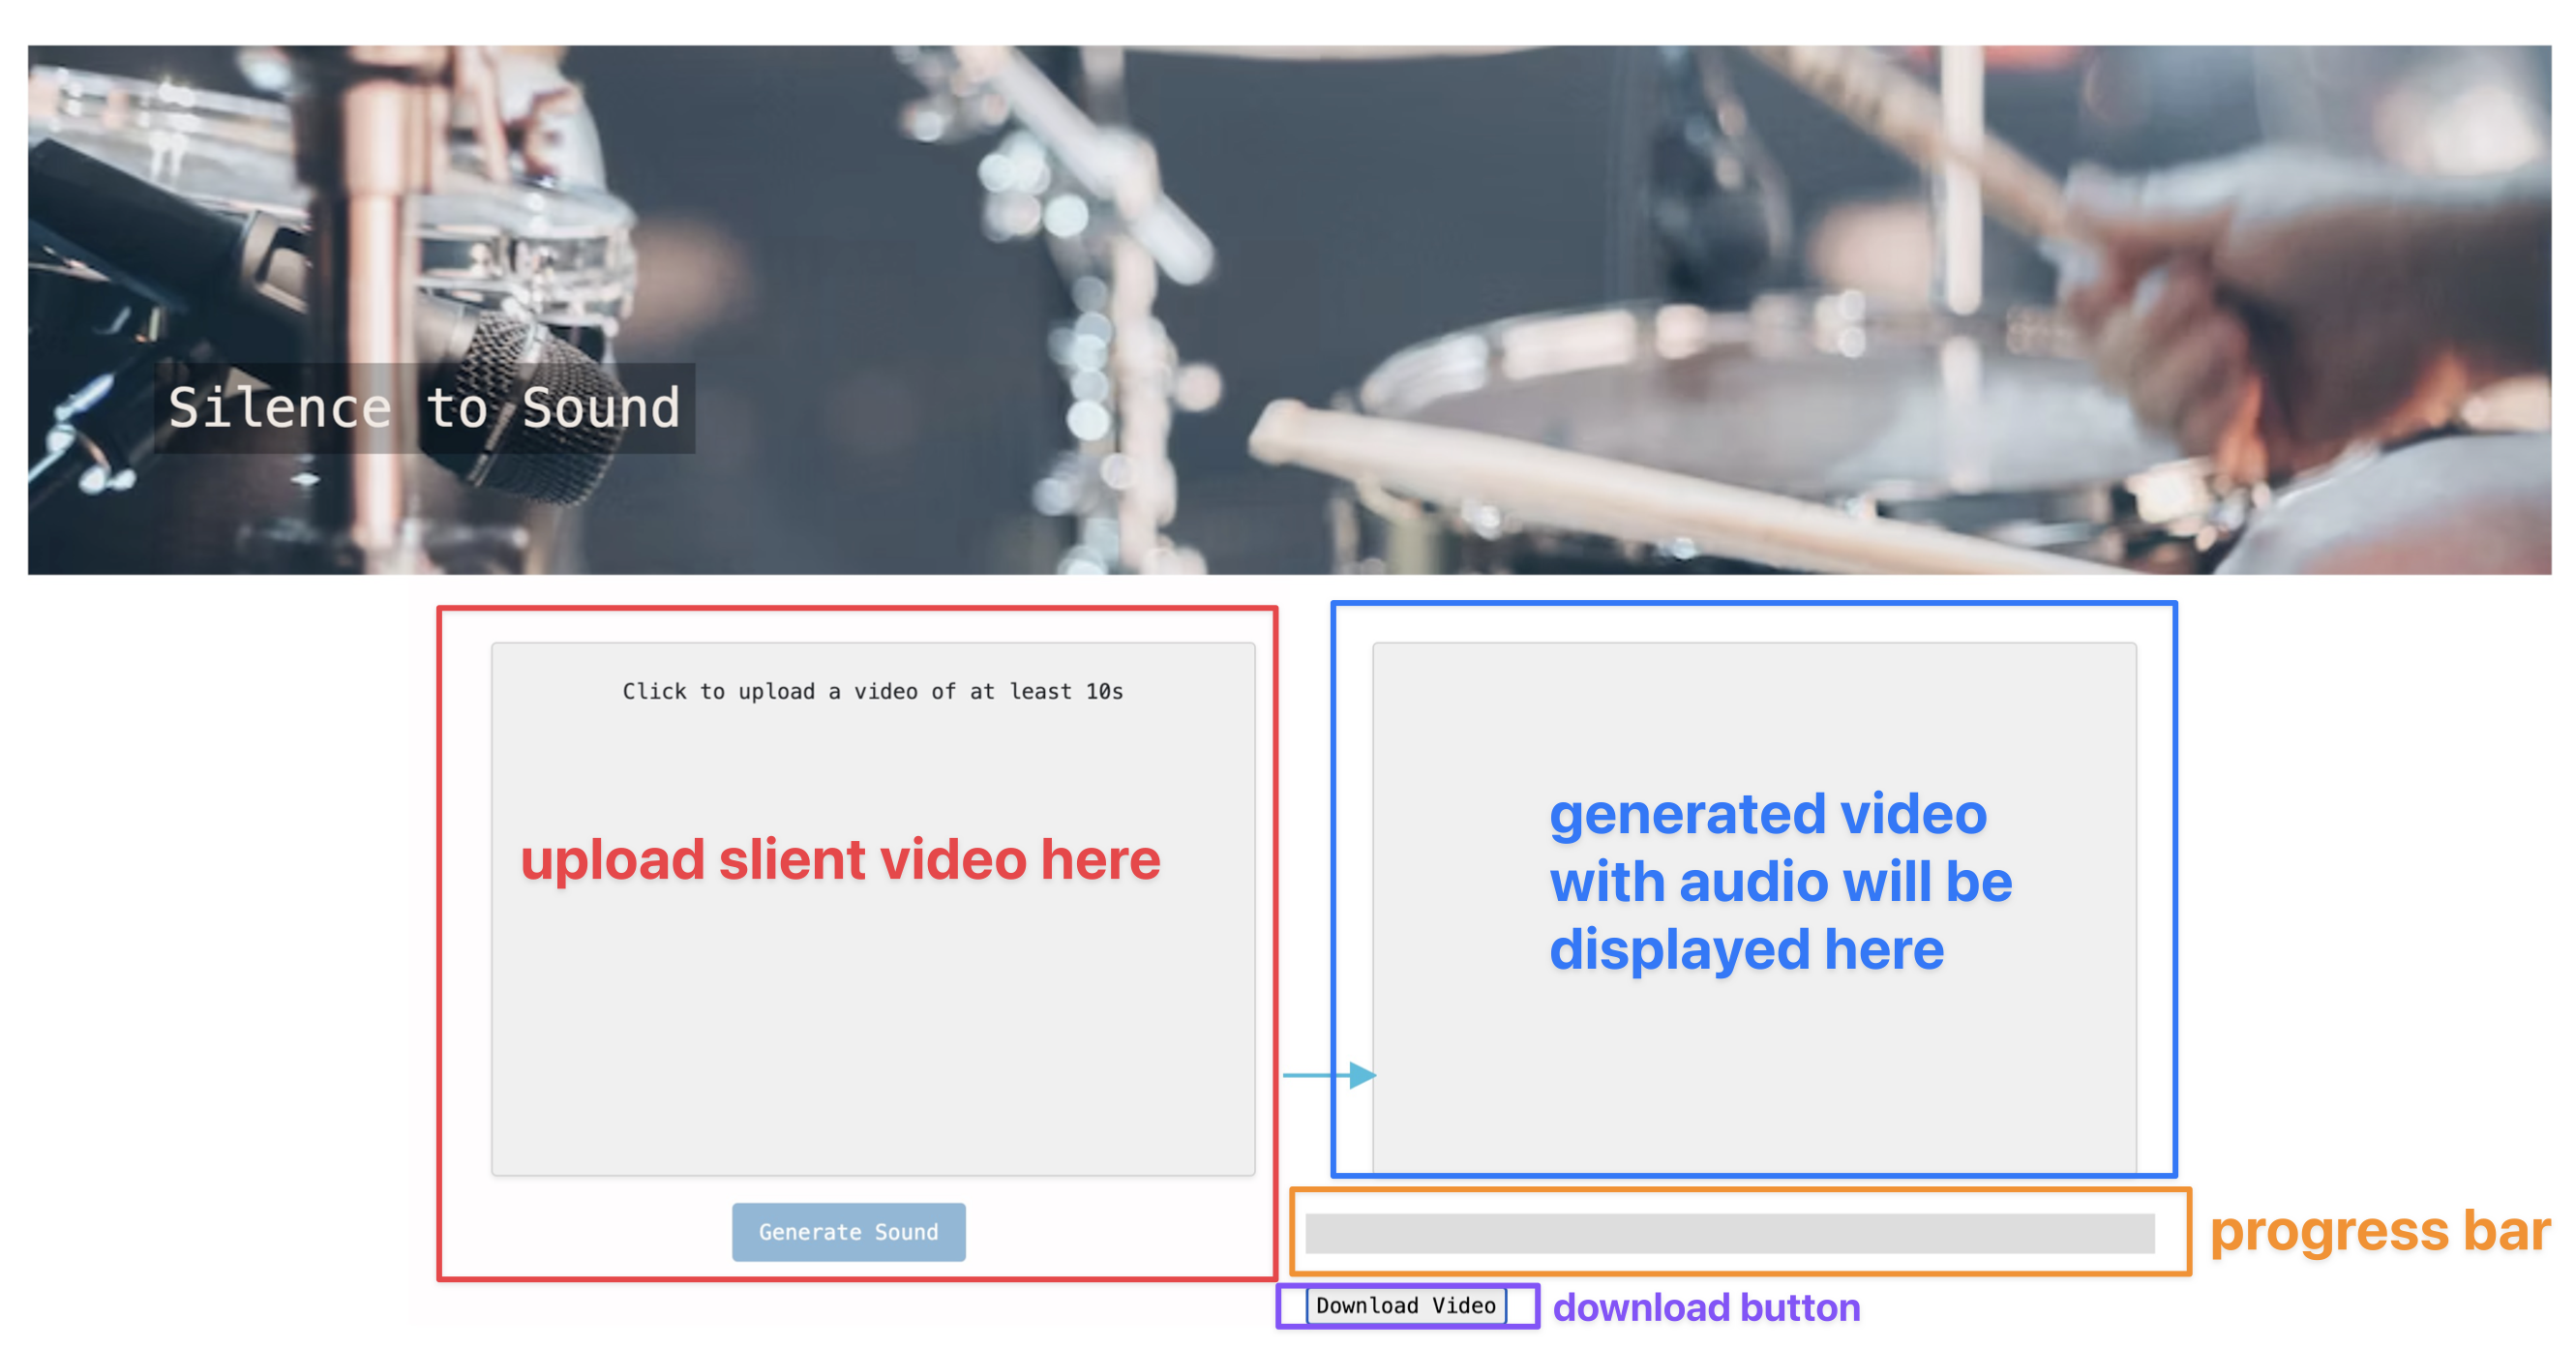 Silence to Sound
Click to upload a video of at least 10s
upload slient video here
generated video
with audio will be
displayed here
Generate Sound
progress bar
Download Video
download button